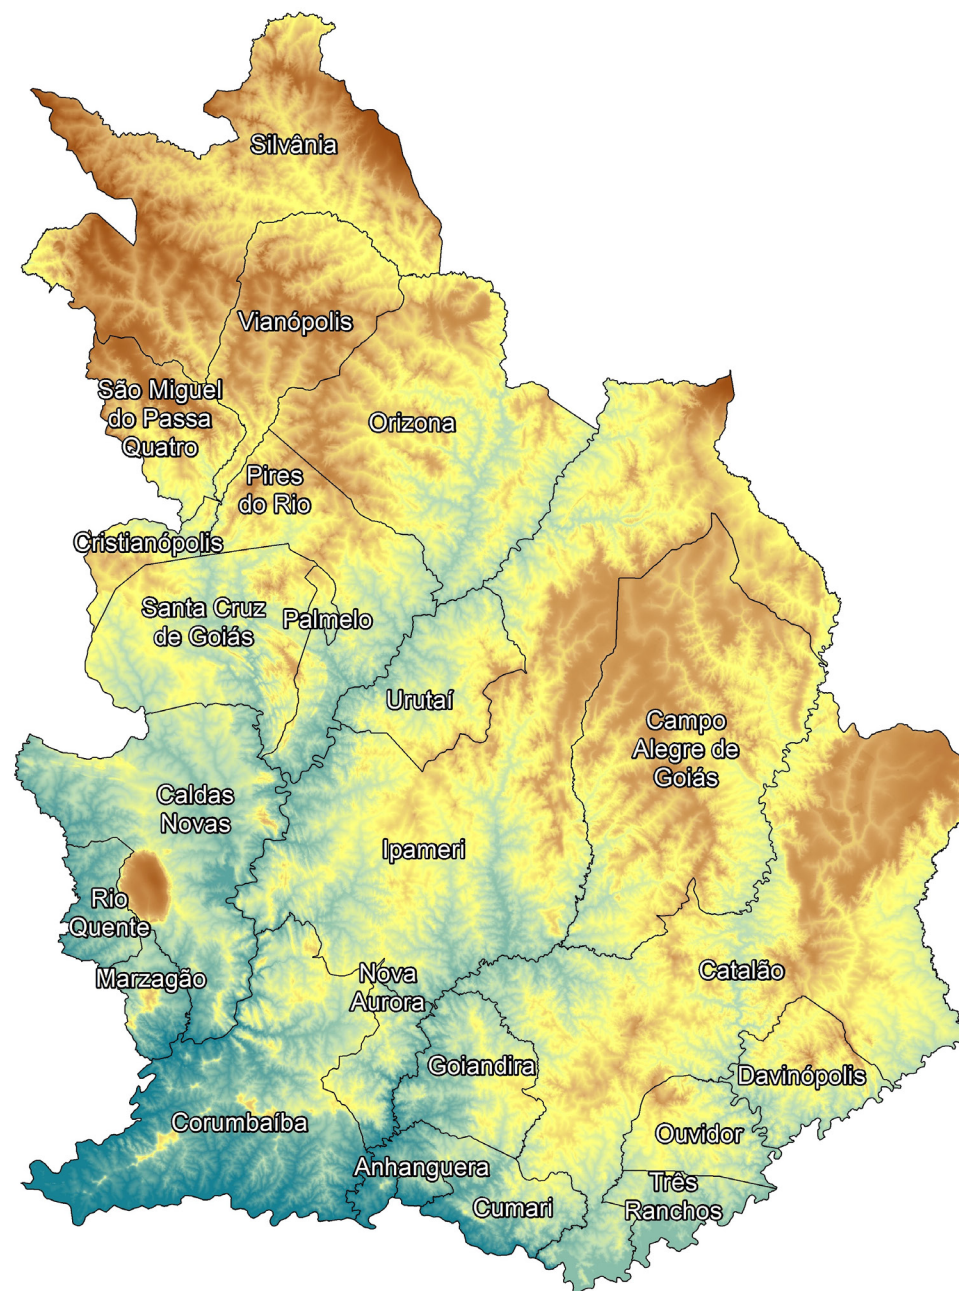 Silvânia
Vianópolis
São Miguel
do Passa
Quatro
Orizona
Pires
do Rio
Cristianópolis
Santa Cruz
de Goiás
Palmelo
Urutaí
Campo
Alegre de
Goiás
Caldas
Novas
Ipameri
Rio
Quente
Marzagão
Nova
Aurora
Catalão
Goiandira
Davinópolis
Corumbaíba
Ouvidor
Anhanguera
Cumari
Três
Ranchos